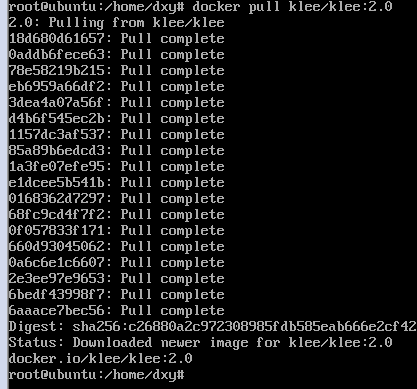 root@ubuntu:/home/dxy# docker pull klee/klee:2.0
2.0: Pulling from klee/klee
18d680d61657: Pull complete
0addb6fece63: Pull complete
78e58219b215: Pull complete
eb6959a66df2: Pull complete
3dea4a07a56f: Pull complete
d4b6f545ec2b: Pull complete
1157dc3af537: Pull complete
85a89b6edcd3: Pull complete
1a3fe07efe95: Pull complete
e1dcee5b541b: Pull complete
0168362d7297: Pull complete
68fc9cd4f7f2: Pull complete
0f057833f171: Pull complete
660d93045062: Pull complete
0a6c6e1c6607: Pull complete
2e3ee97e9653: Pull complete
6bedf43998f7: Pull complete
6aaace7bec56: Pull complete
Digest: sha256:c26880a2c972308985fdb585eab666e2cf42
Status: Downloaded newer image for klee/klee:2.0
docker.io/klee/klee:2.0
root@ubuntu:/home/dxy#